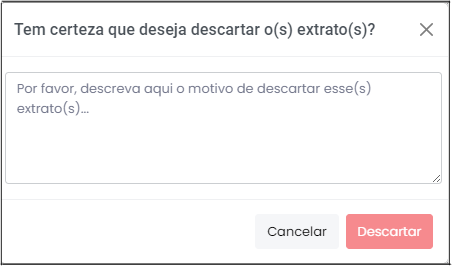 Tem certeza que deseja descartar o(s) extrato(s)?
Por favor, descreva aqui o motivo de descartar esse(s)
extrato(s)...
Cancelar
Descartar